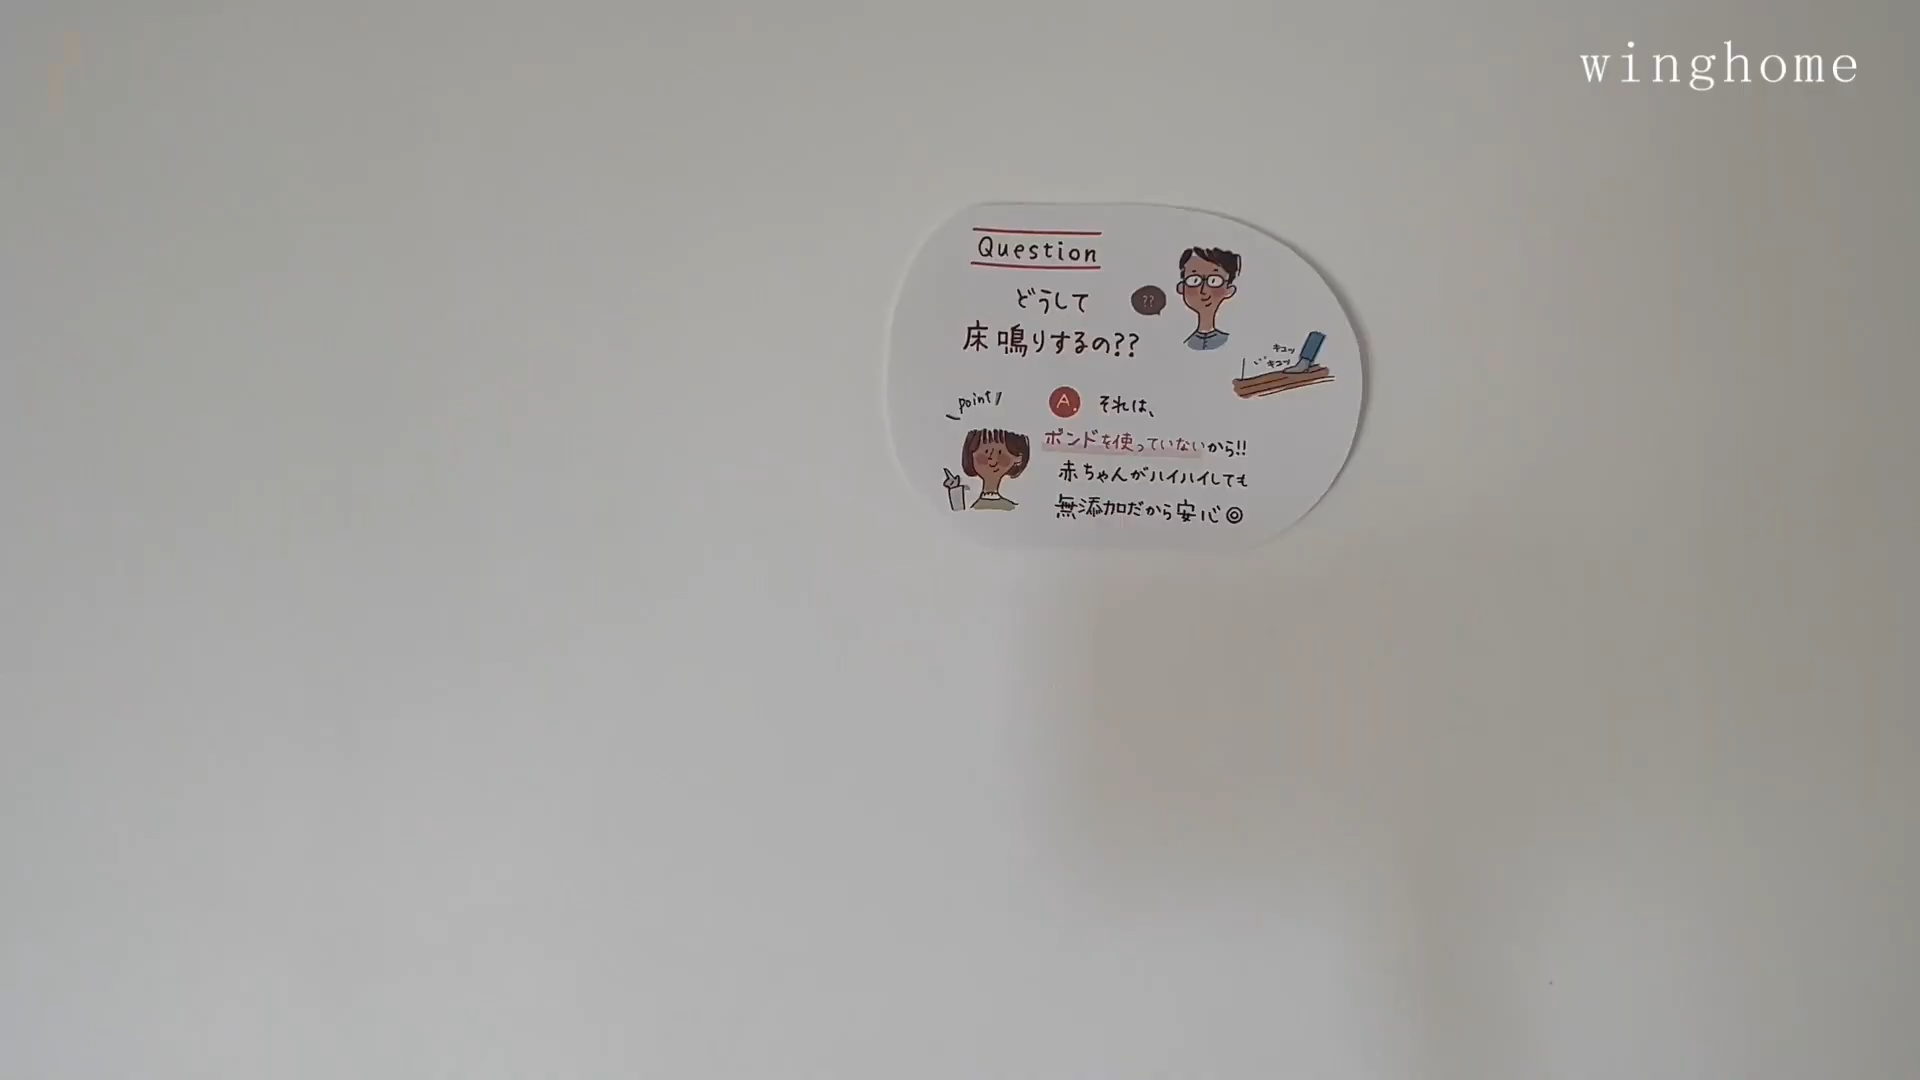 winghome
Question
どうして
??
床鳴りするの??
キュッ
キュッ
point
A. それは、
ボンドを使っていないから!!
赤ちゃんがハイハイしても
無添加だから安心◎